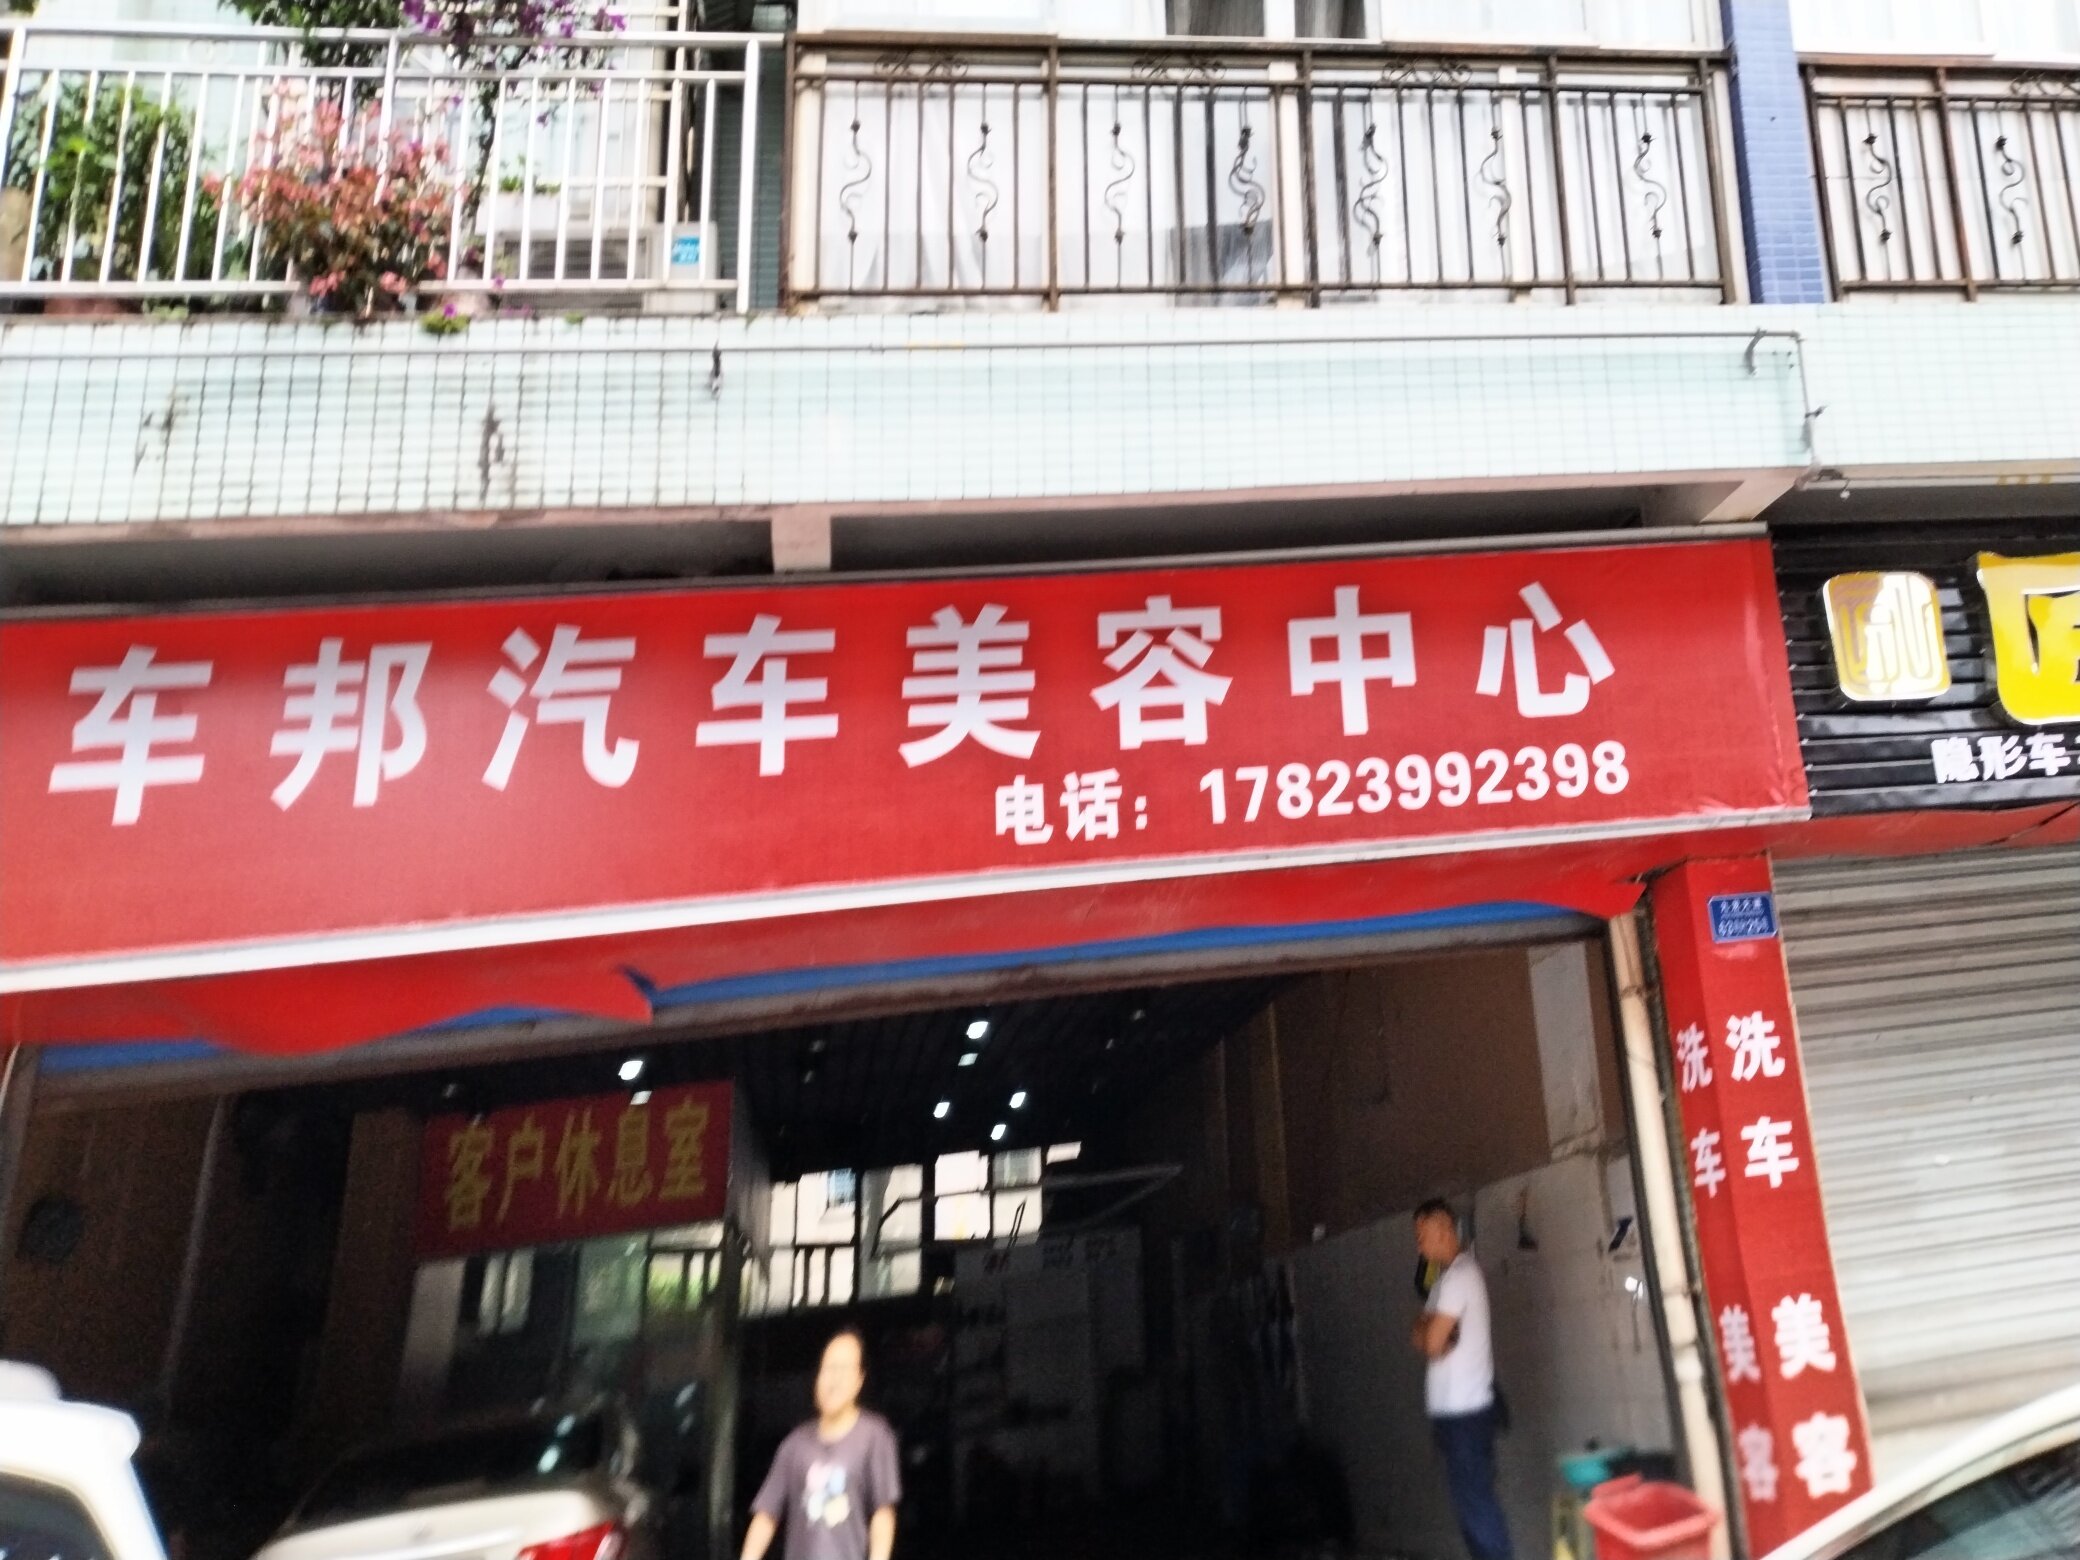 车邦汽车美容中心
电话：17823992398
隐形车
客户休息室
洗车 美容
洗车 美容